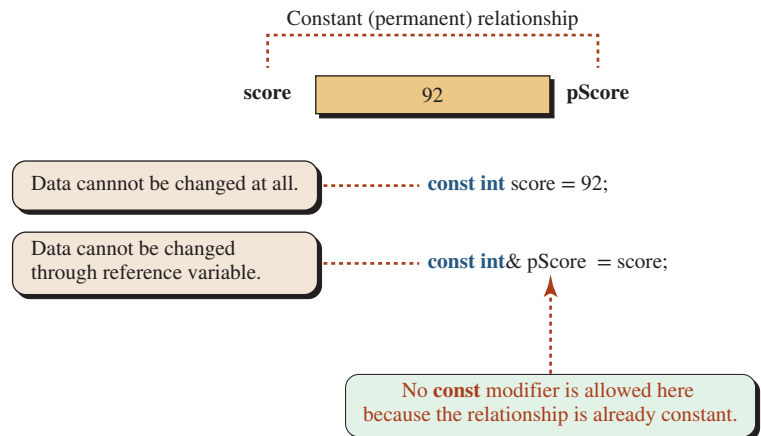 Constant (permanent) relationship
score 92 pScore
Data cannnot be changed at all. const int score = 92;
Data cannot be changed
through reference variable. const int& pScore = score;
No const modifier is allowed here
because the relationship is already constant.